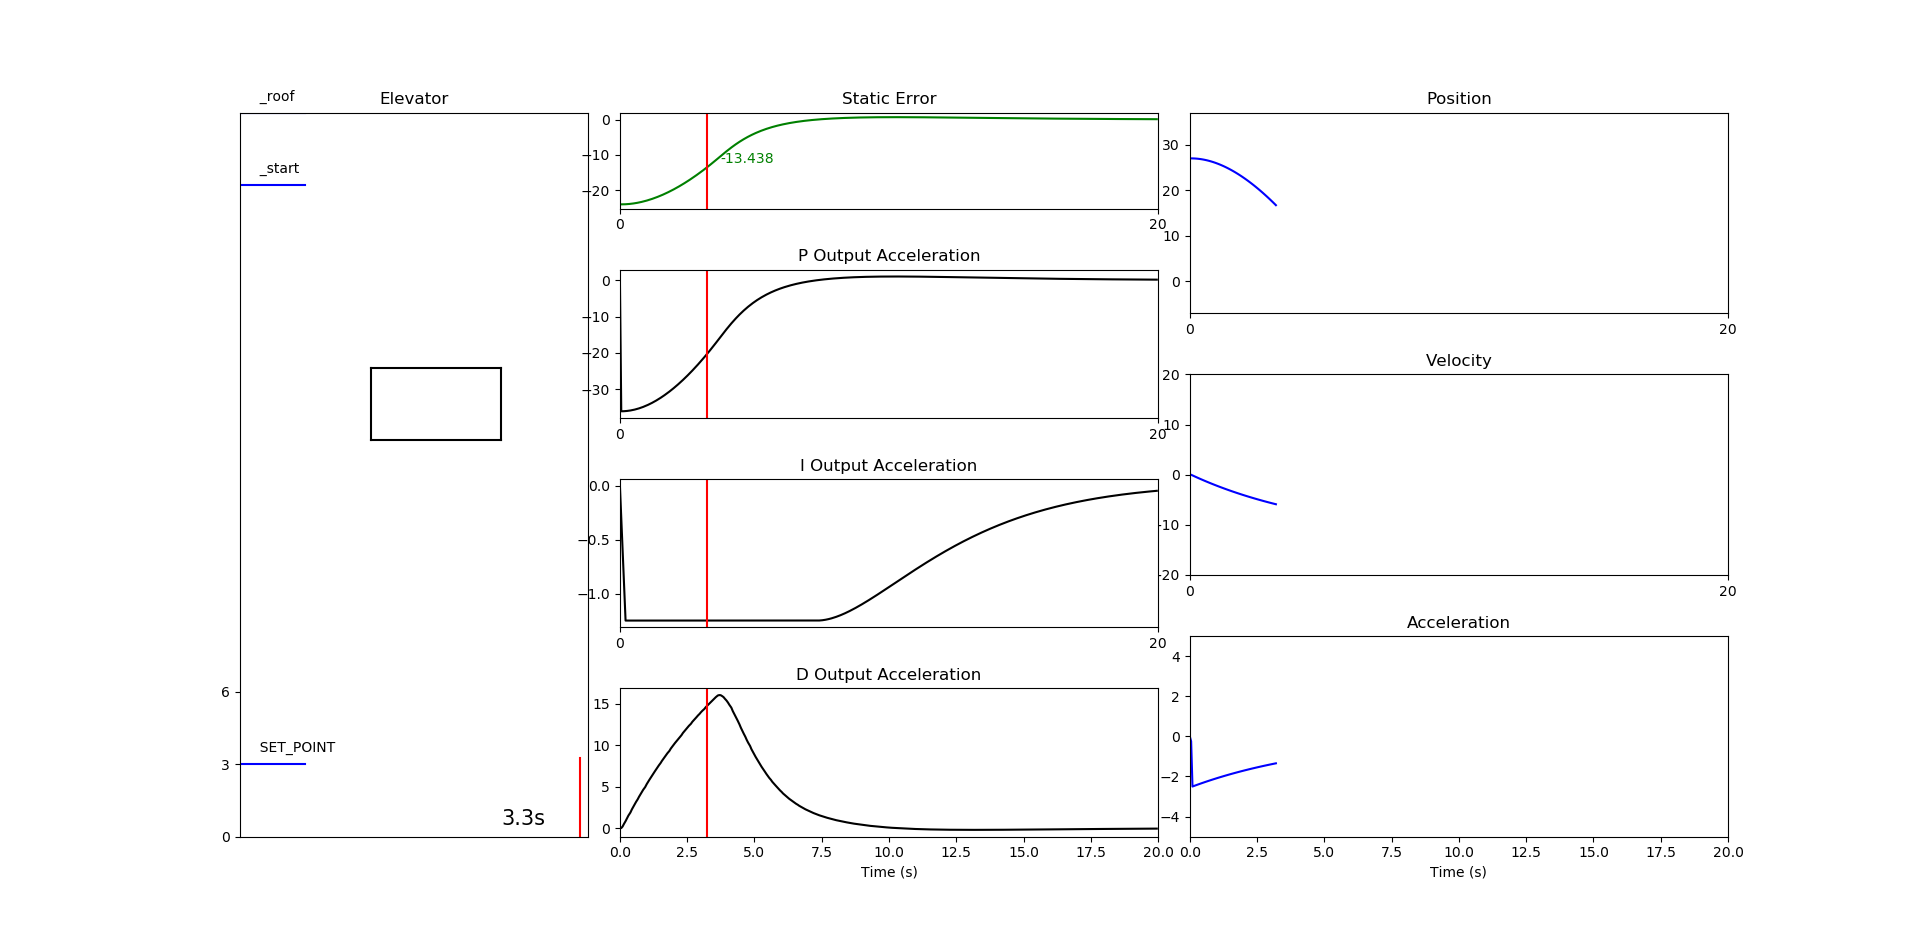 _roof
Elevator
_start
6
SET_POINT
3
3.3s
0
Static Error
0
−10
-13.438
−20
0 20
P Output Acceleration
0
−10
−20
−30
0 20
I Output Acceleration
0.0
−0.5
−1.0
0 20
D Output Acceleration
15
10
5
0
0.0 2.5 5.0 7.5 10.0 12.5 15.0 17.5 20.0
Time (s)
Position
30
20
10
0
0 20
Velocity
20
10
0
-10
-20
0 20
Acceleration
4
2
0
−2
−4
0.0 2.5 5.0 7.5 10.0 12.5 15.0 17.5 20.0
Time (s)